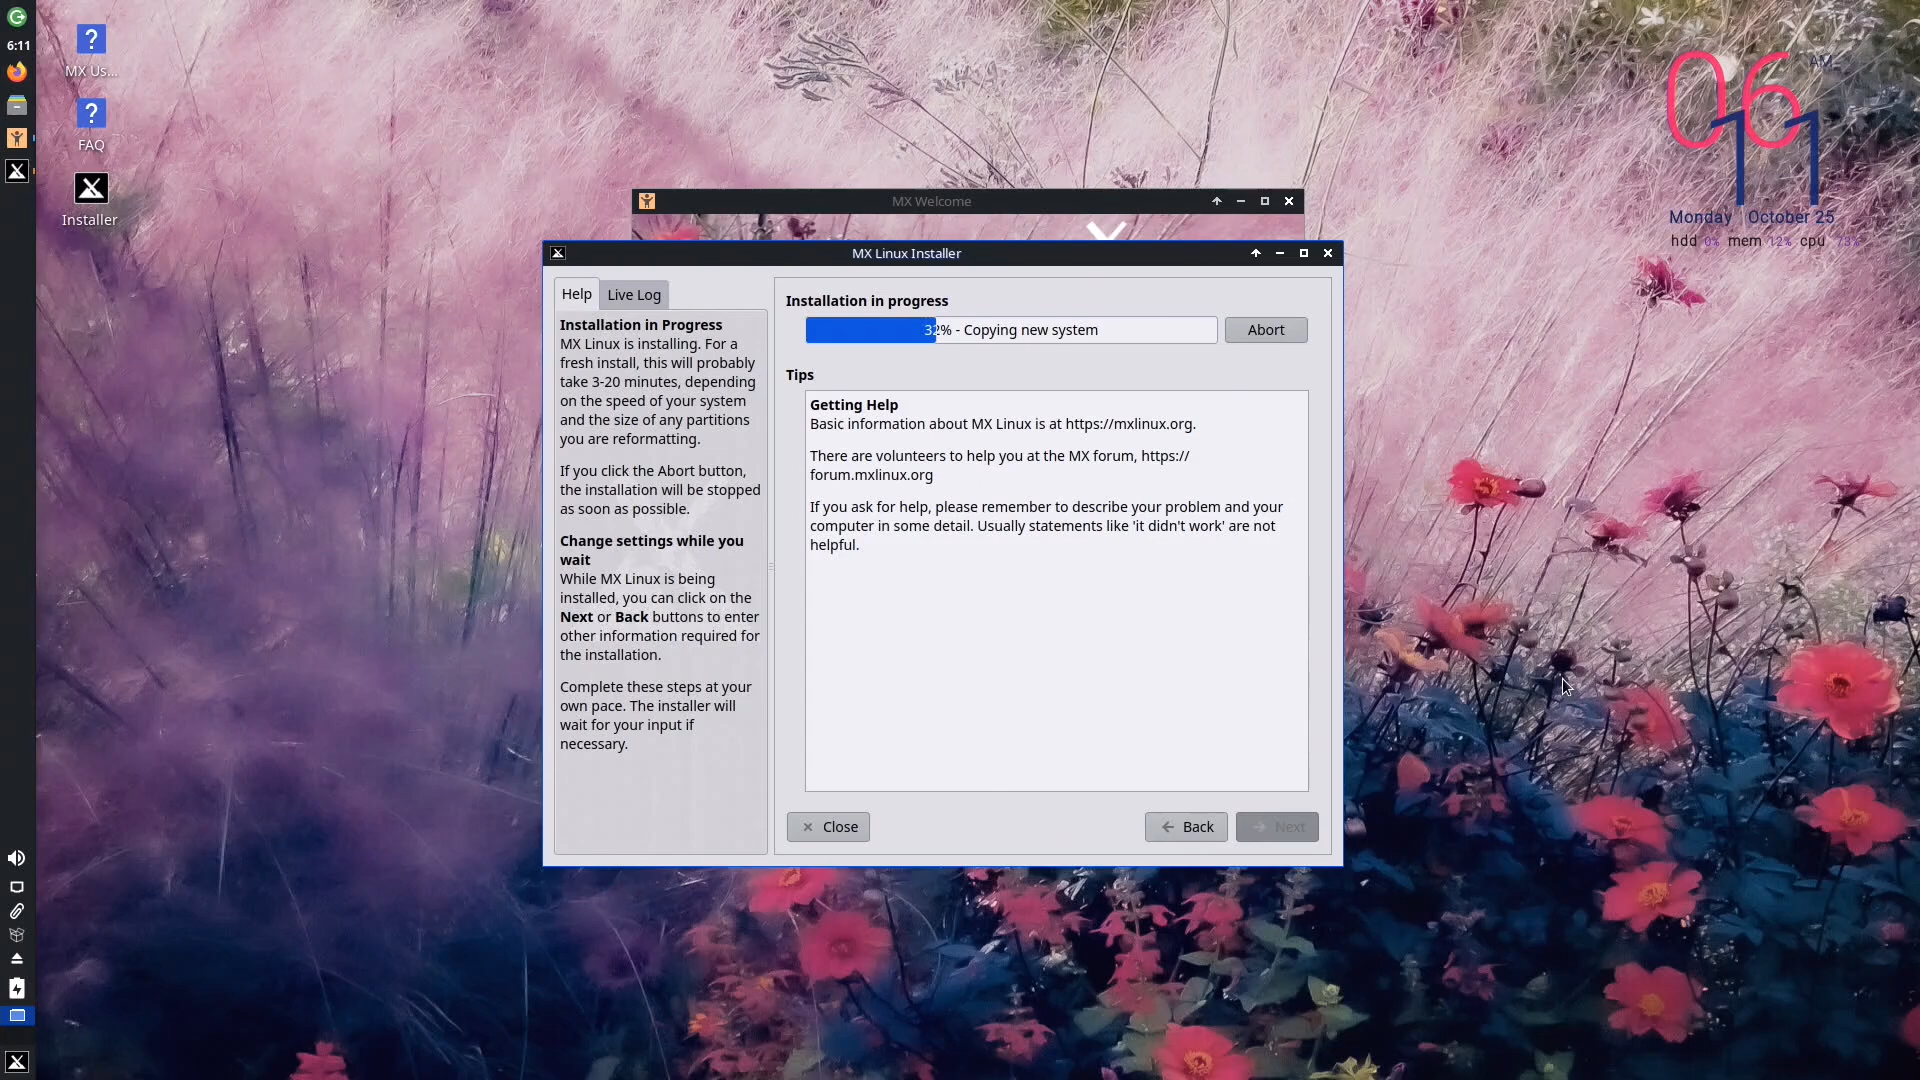 6:11
MX Us...
FAQ
Installer
06
AM
11
Monday October 25
hdd 0% mem 12% cpu 73%
MX Welcome
MX Linux Installer
Help
Live Log
Installation in Progress
MX Linux is installing. For a
fresh install, this will probably
take 3-20 minutes, depending
on the speed of your system
and the size of any partitions
you are reformatting.
If you click the Abort button,
the installation will be stopped
as soon as possible.
Change settings while you
wait
While MX Linux is being
installed, you can click on the
Next or Back buttons to enter
other information required for
the installation.
Complete these steps at your
own pace. The installer will
wait for your input if
necessary.
Installation in progress
32% - Copying new system
Abort
Tips
Getting Help
Basic information about MX Linux is at https://mxlinux.org.
There are volunteers to help you at the MX forum, https://
forum.mxlinux.org
If you ask for help, please remember to describe your problem and your
computer in some detail. Usually statements like 'it didn't work' are not
helpful.
Close
Back
Next